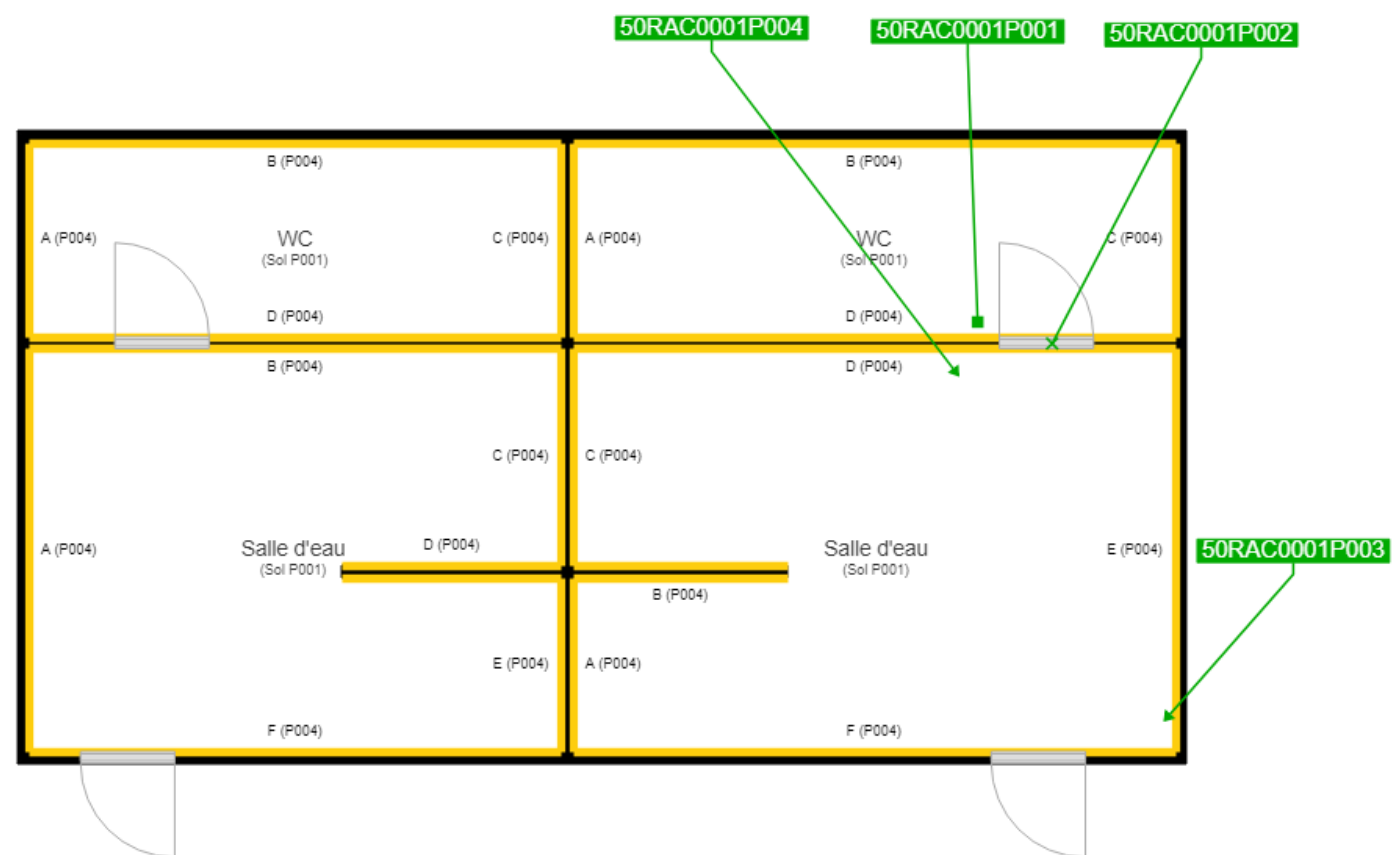 50RAC0001P004
50RAC0001P001
50RAC0001P002
B (P004)
B (P004)
A (P004)
WC
(Sol P001)
C (P004)
A (P004)
WC
(Sol P001)
C (P004)
D (P004)
D (P004)
B (P004)
D (P004)
C (P004)
C (P004)
A (P004)
Salle d'eau
(Sol P001)
D (P004)
Salle d'eau
(Sol P001)
E (P004)
50RAC0001P003
B (P004)
E (P004)
A (P004)
F (P004)
F (P004)